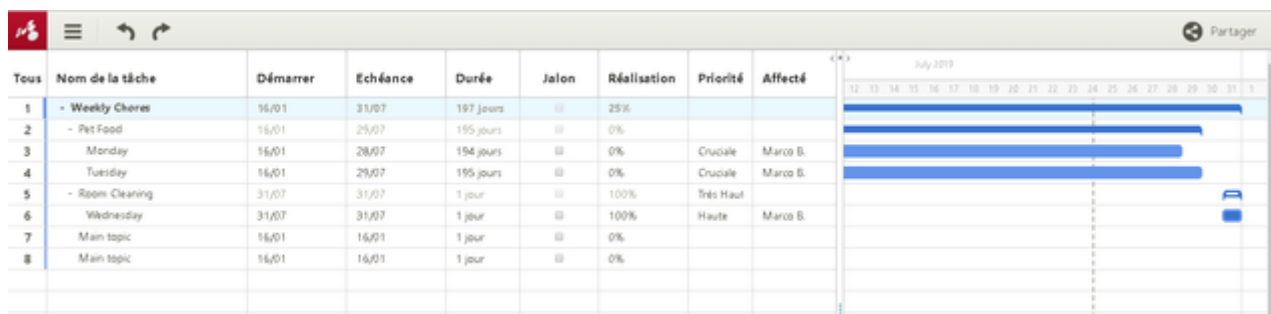 Partager
Tous Nom de la tâche Démarrer Echéance Durée Jalon Réalisation Priorité Affecté
July 2019
12 13 14 15 16 17 18 19 20 21 22 23 24 25 26 27 28 29 30 31 1
1 - Weekly Chores 16/01 31/07 197 jours 25%
2 - Pet Food 16/01 29/07 195 jours 0%
3 Monday 16/01 28/07 194 jours 0% Cruciale Marco B.
4 Tuesday 16/01 29/07 195 jours 0% Cruciale Marco B.
5 - Room Cleaning 31/07 31/07 1 jour 100% Très Haut
6 Wednesday 31/07 31/07 1 jour 100% Haute Marco B.
7 Main topic 16/01 16/01 1 jour 0%
8 Main topic 16/01 16/01 1 jour 0%